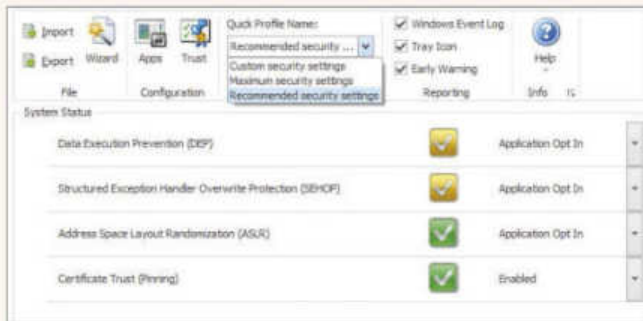 Import
Export
Wizard
File
Apps
Trust
Configuration
Quick Profile Name:
Recommended security ...
Custom security settings
Maximum security settings
Recommended security settings
Windows Event Log
Tray Icon
Early Warning
Reporting
Help
Info
System Status
Data Execution Prevention (DEP)
Application Opt In
Structured Exception Handler Overwrite Protection (SEHOP)
Application Opt In
Address Space Layout Randomization (ASLR)
Application Opt In
Certificate Trust (Pinning)
Enabled